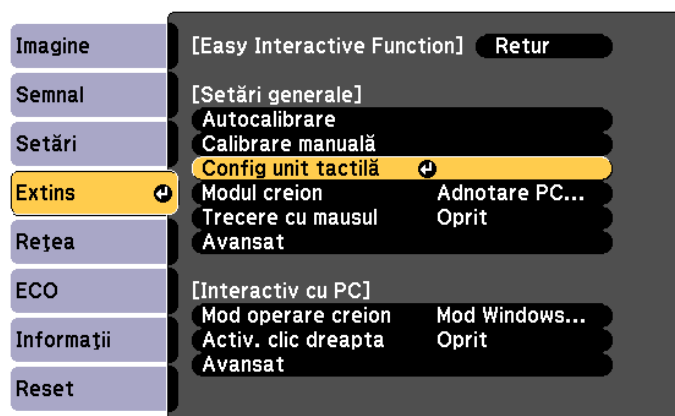 Imagine
Semnal
Setări
Extins
Reţea
ECO
Informaţii
Reset
[Easy Interactive Function] Retur
[Setări generale]
Autocalibrare
Calibrare manuală
Config unit tactilă
Modul creion Adnotare PC...
Trecere cu mausul Oprit
Avansat
[Interactiv cu PC]
Mod operare creion Mod Windows...
Activ. clic dreapta Oprit
Avansat